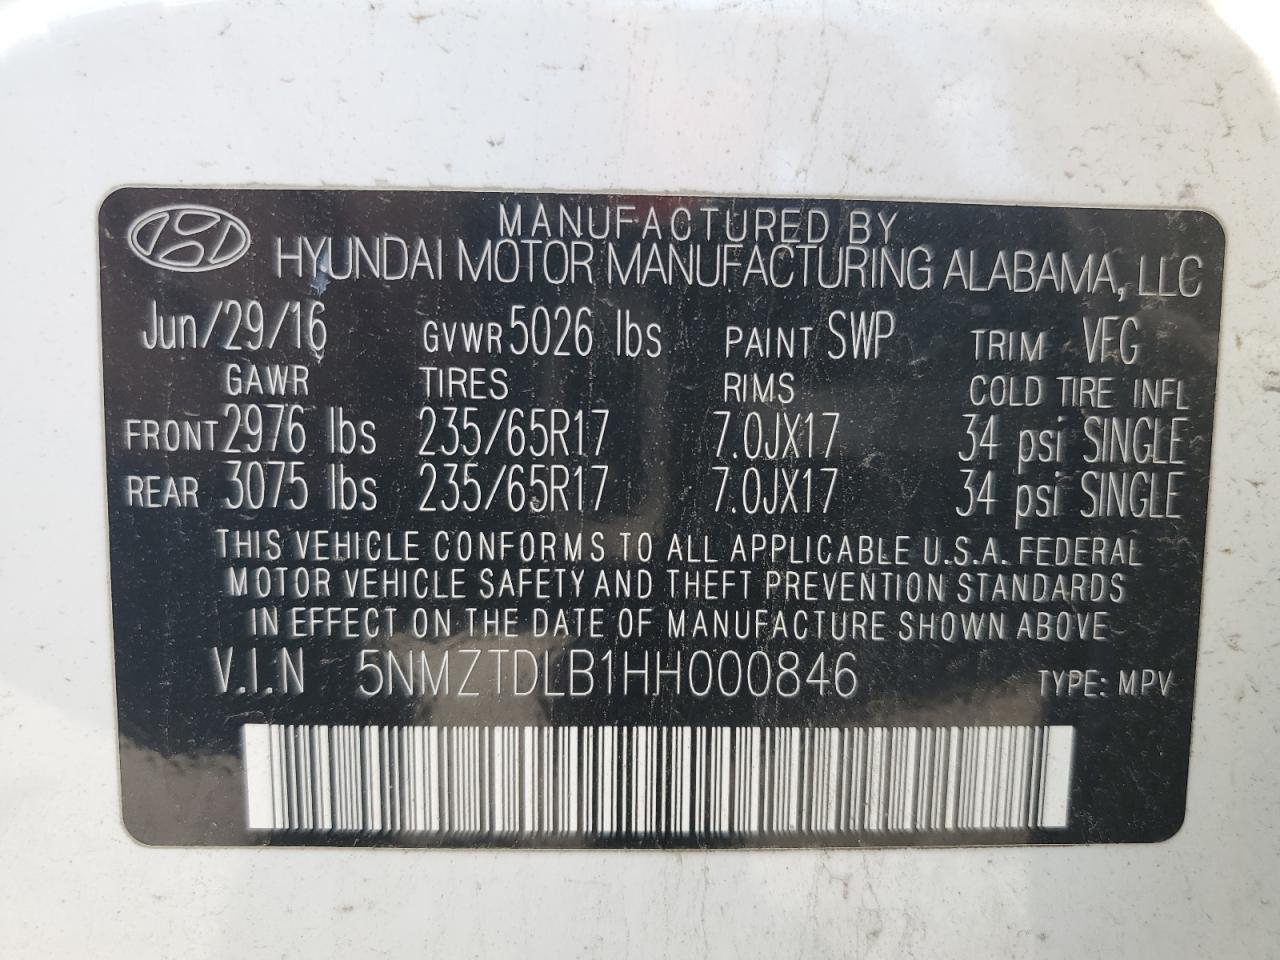 MANUFACTURED BY
HYUNDAI MOTOR MANUFACTURING ALABAMA, LLC
Jun/29/16 GVWR 5026 lbs PAINT SWP TRIM VFG
GAWR TIRES RIMS COLD TIRE INFL
FRONT 2976 lbs 235/65R17 7.0JX17 34 psi SINGLE
REAR 3075 lbs 235/65R17 7.0JX17 34 psi SINGLE
THIS VEHICLE CONFORMS TO ALL APPLICABLE U.S.A. FEDERAL
MOTOR VEHICLE SAFETY AND THEFT PREVENTION STANDARDS
IN EFFECT ON THE DATE OF MANUFACTURE SHOWN ABOVE
V.I.N 5NMZTDLB1HH000846 TYPE: MPV